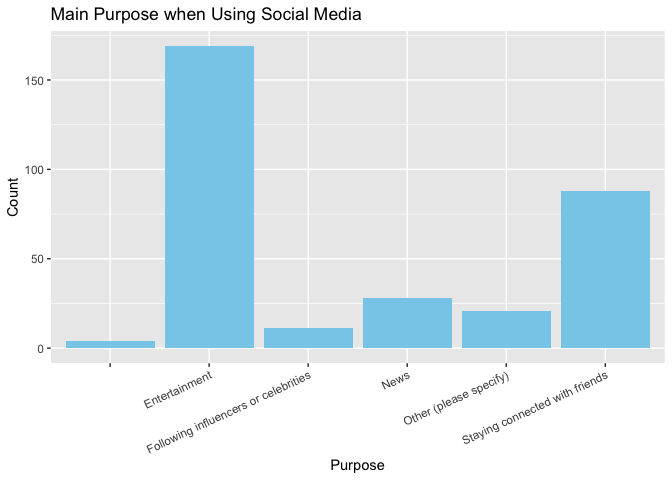 Main Purpose when Using Social Media
150
100
50
0
Count
Entertainment
Following influencers or celebrities
News
Other (please specify)
Staying connected with friends
Purpose